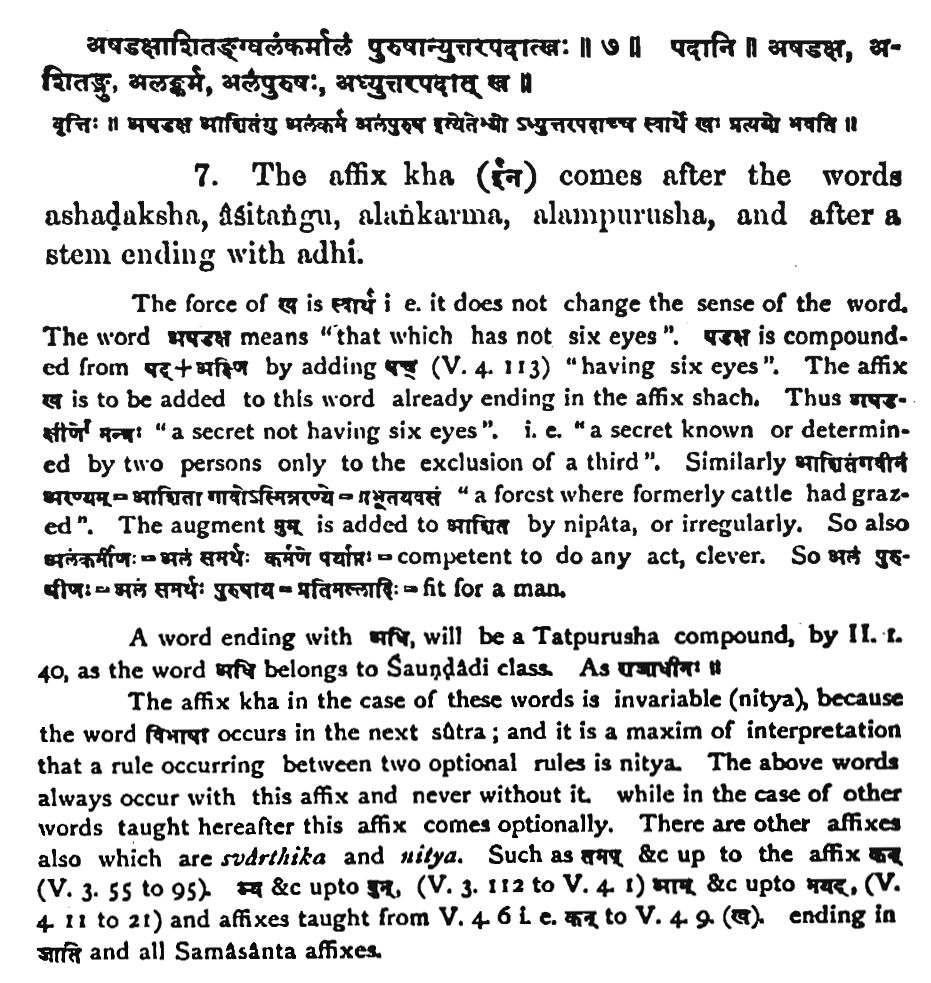 अषडक्षाशितङ्ग्वलंकर्मालं पुरुषान्युत्तरपदात्खः ॥ ७ ॥ पदानि ॥ अषडक्ष, अ-
शितङ्गु, अलङ्कर्म, अलंपुरुषः, अध्युत्तरपदात् ख ॥
वृत्तिः ॥ अषडक्ष आशितंगु अलंकर्म अलंपुरुष इत्येतेभ्यो ऽध्युत्तरपदाच्च स्वार्थे खः प्रत्ययो भवति ॥
7. The affix kha (ईन) comes after the words
ashaḍaksha, âśitaṅgu, alaṅkarma, alampurusha, and after a
stem ending with adhi.
The force of ख is स्वार्थे i e. it does not change the sense of the word.
The word अषडक्ष means "that which has not six eyes". षडक्ष is compound-
ed from षट्+अक्षि by adding षच् (V. 4. 113) "having six eyes". The affix
ख is to be added to this word already ending in the affix shach. Thus अषड-
क्षीणो मन्त्रः "a secret not having six eyes". i. e. "a secret known or determin-
ed by two persons only to the exclusion of a third". Similarly आशितंगवीनं
अरण्यम् = आशिता गावोऽस्मिन्नरण्ये = प्रभूतयवसं "a forest where formerly cattle had graz-
ed". The augment मुम् is added to आशित by nipâta, or irregularly. So also
अलंकर्मीणः = अलं समर्थः कर्मणे पर्याप्तः = competent to do any act, clever. So अलं पुरु-
षीणः = अलं समर्थः पुरुषाय = प्रतिमल्लादिः = fit for a man.
A word ending with अधि, will be a Tatpurusha compound, by II. 1.
40, as the word अधि belongs to Śauṇḍâdi class. As राजाधीनः ॥
The affix kha in the case of these words is invariable (nitya), because
the word विभाषा occurs in the next sûtra ; and it is a maxim of interpretation
that a rule occurring between two optional rules is nitya. The above words
always occur with this affix and never without it. while in the case of other
words taught hereafter this affix comes optionally. There are other affixes
also which are svârthika and nitya. Such as तमप् &c up to the affix कन्
(V. 3. 55 to 95). ञ्य &c upto वुन्, (V. 3. 112 to V. 4. 1) आम् &c upto मयट्, (V.
4. 11 to 21) and affixes taught from V. 4. 6 i. e. कन् to V. 4. 9. (ख). ending in
जाति and all Samâsânta affixes.